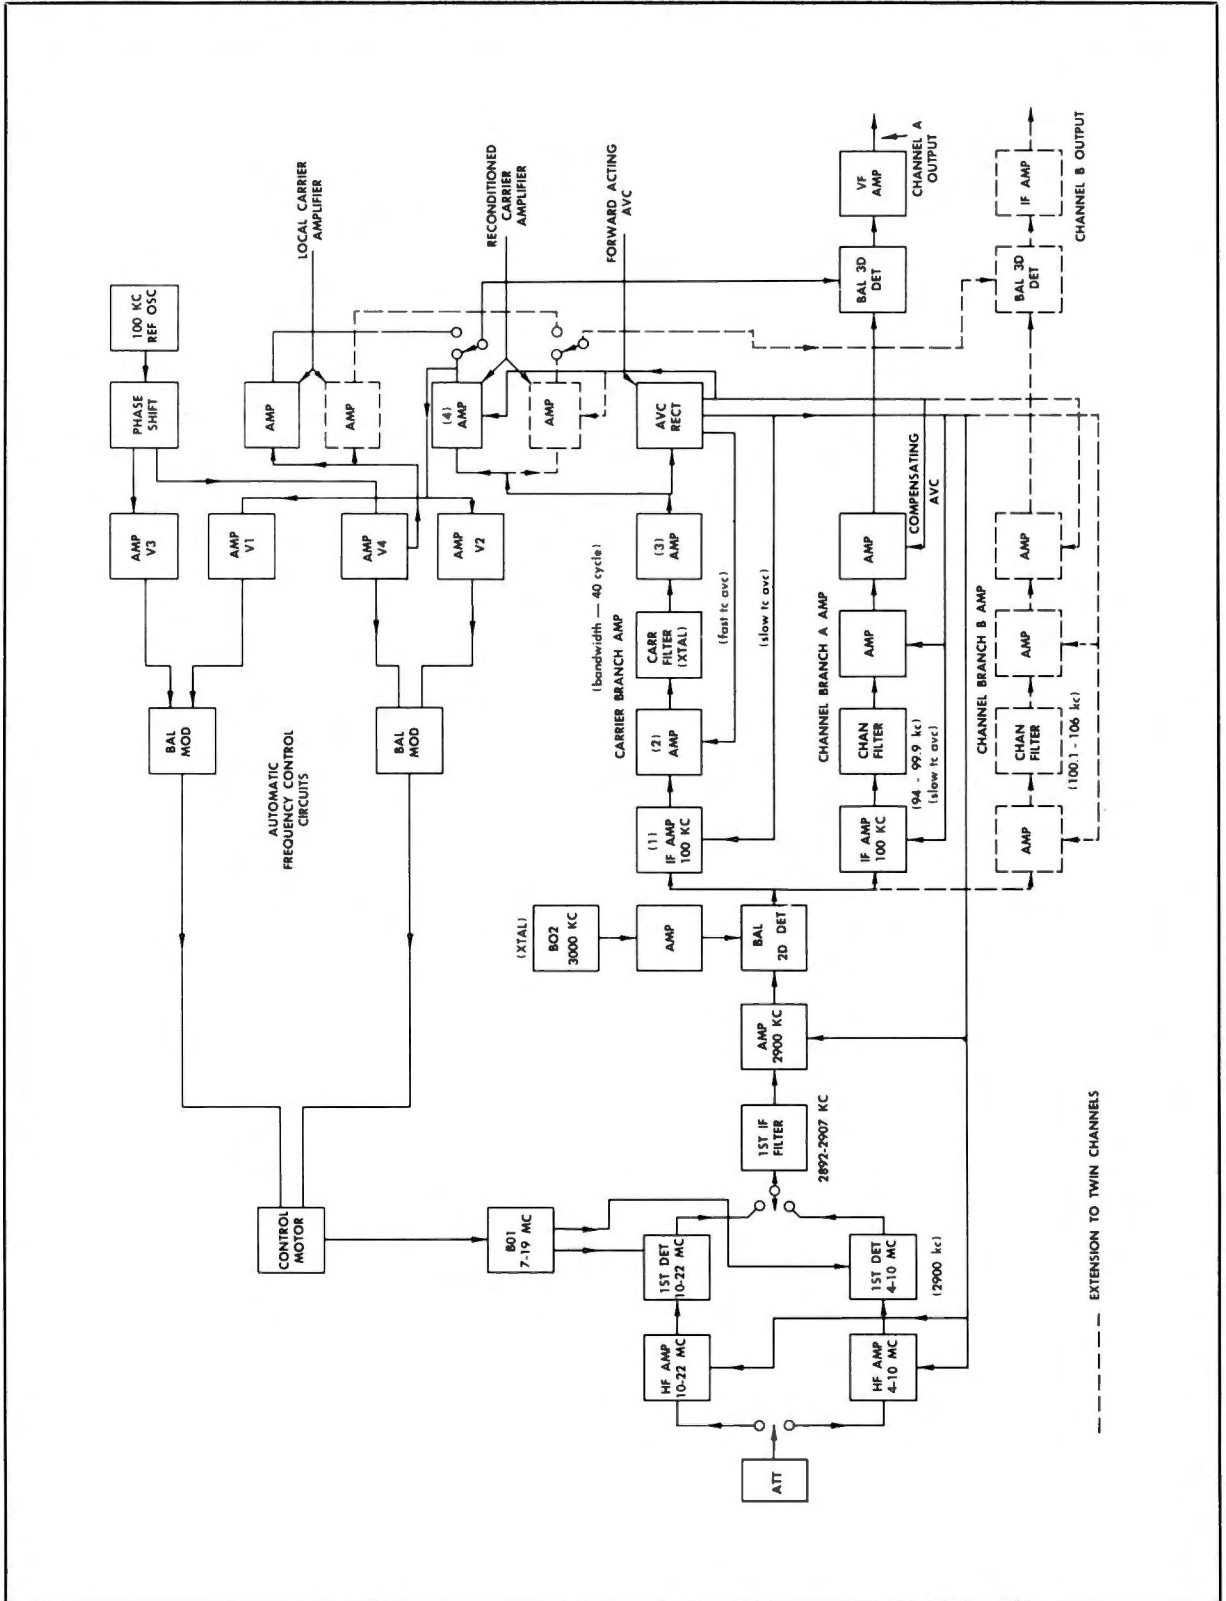 100 KC
REF OSC
LOCAL CARRIER
AMPLIFIER
RECONDITIONED
CARRIER
AMPLIFIER
FORWARD ACTING
AVC
PHASE
SHIFT
AMP
AMP
(4)
AMP
AMP
AVC
RECT
AMP
V3
AMP
V1
AMP
V4
AMP
V2
BAL
MOD
BAL
MOD
AUTOMATIC
FREQUENCY CONTROL
CIRCUITS
CONTROL
MOTOR
(bandwidth — 40 cycle)
CARRIER BRANCH AMP
(1)
IF AMP
100 KC
(2)
AMP
CARR
FILTER
(XTAL)
(3)
AMP
(fast tc avc)
(slow tc avc)
(XTAL)
BO2
3000 KC
AMP
BAL
2D DET
AMP
2900 KC
1ST IF
FILTER
2892-2907 KC
BO1
7-19 MC
ATT
HF AMP
10-22 MC
1ST DET
10-22 MC
HF AMP
4-10 MC
1ST DET
4-10 MC
(2900 kc)
CHANNEL BRANCH A AMP
IF AMP
100 KC
CHAN
FILTER
AMP
AMP
(94 - 99.9 kc)
(slow tc avc)
COMPENSATING
AVC
BAL 3D
DET
VF
AMP
CHANNEL A
OUTPUT
CHANNEL BRANCH B AMP
AMP
CHAN
FILTER
AMP
AMP
(100.1 - 106 kc)
BAL 3D
DET
IF AMP
CHANNEL B OUTPUT
EXTENSION TO TWIN CHANNELS